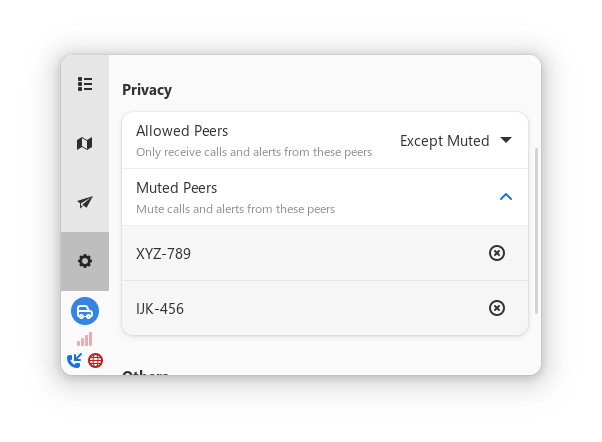 Privacy
Allowed Peers
Only receive calls and alerts from these peers
Except Muted
Muted Peers
Mute calls and alerts from these peers
XYZ-789
IJK-456
Others